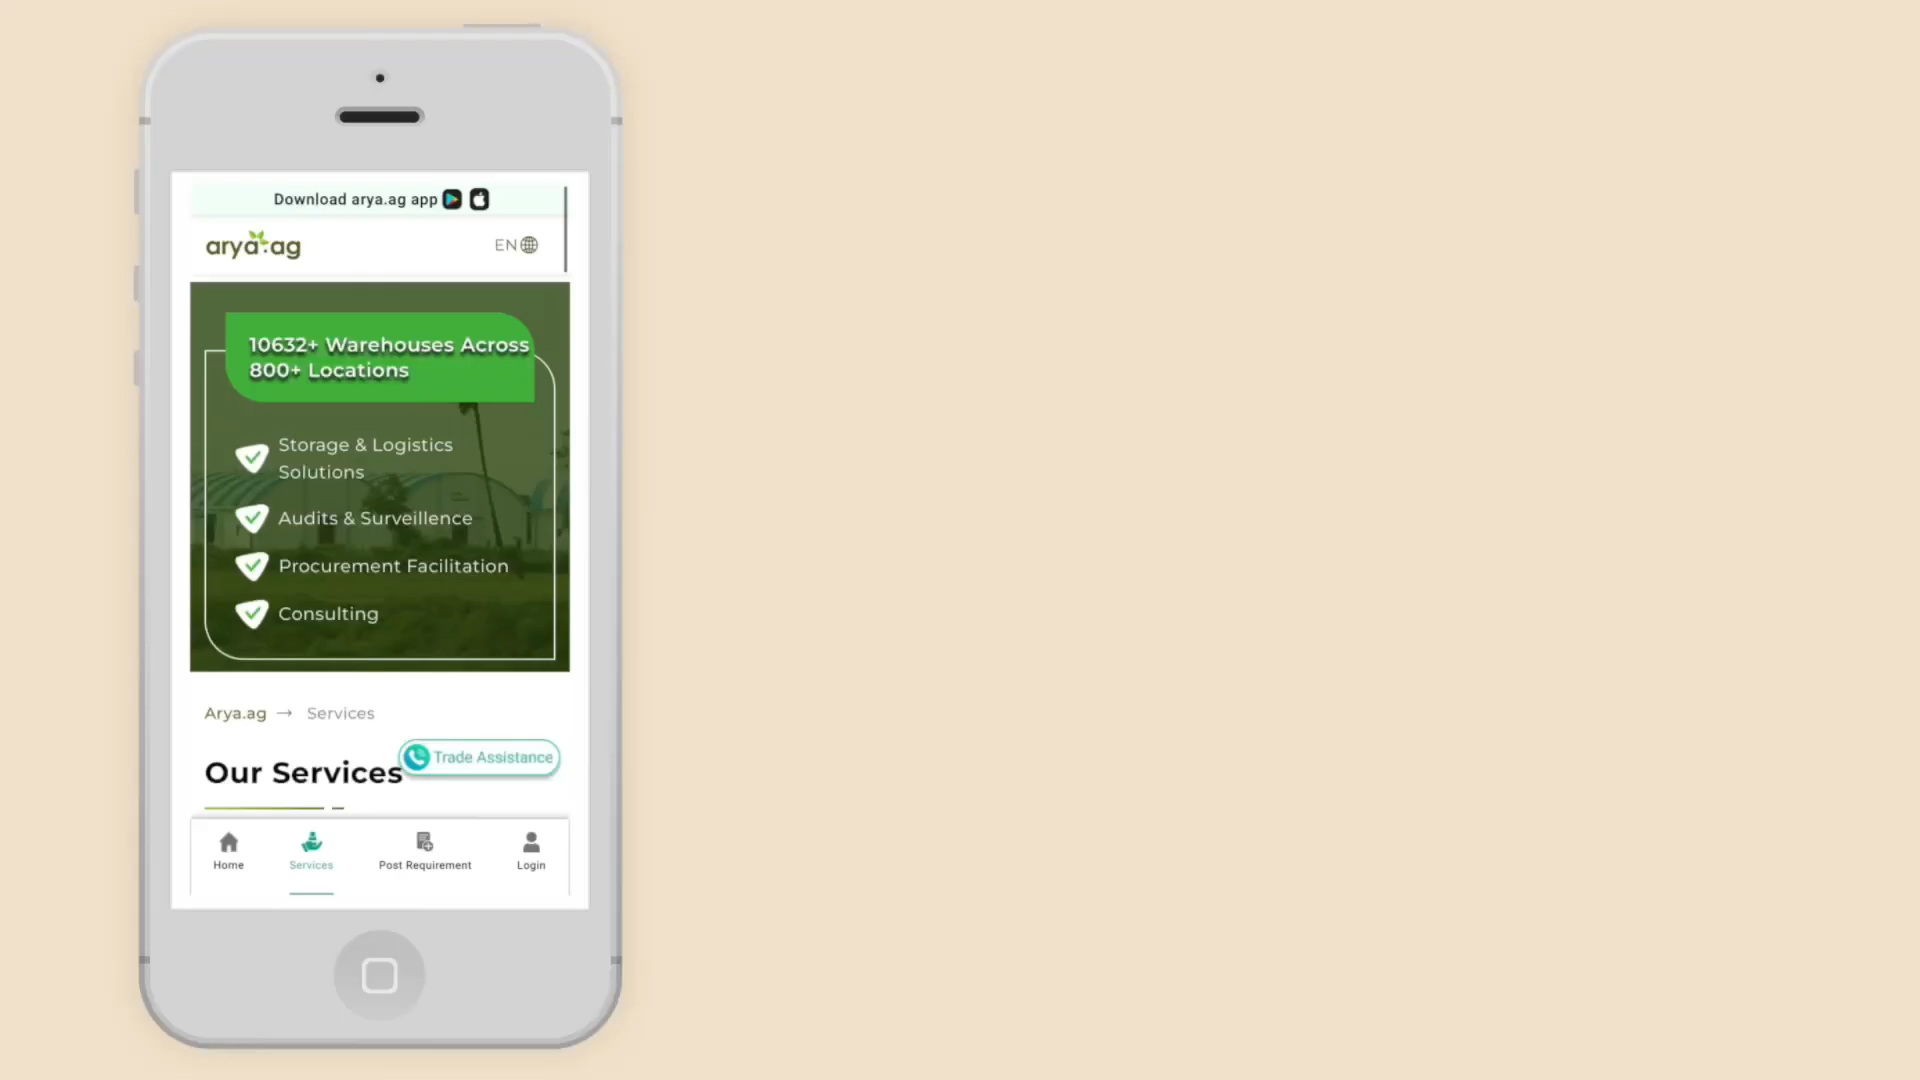 Download arya.ag app
arya.ag
EN
10632+ Warehouses Across
800+ Locations
Storage & Logistics
Solutions
Audits & Surveillence
Procurement Facilitation
Consulting
Arya.ag → Services
Our Services
Trade Assistance
Home
Services
Post Requirement
Login